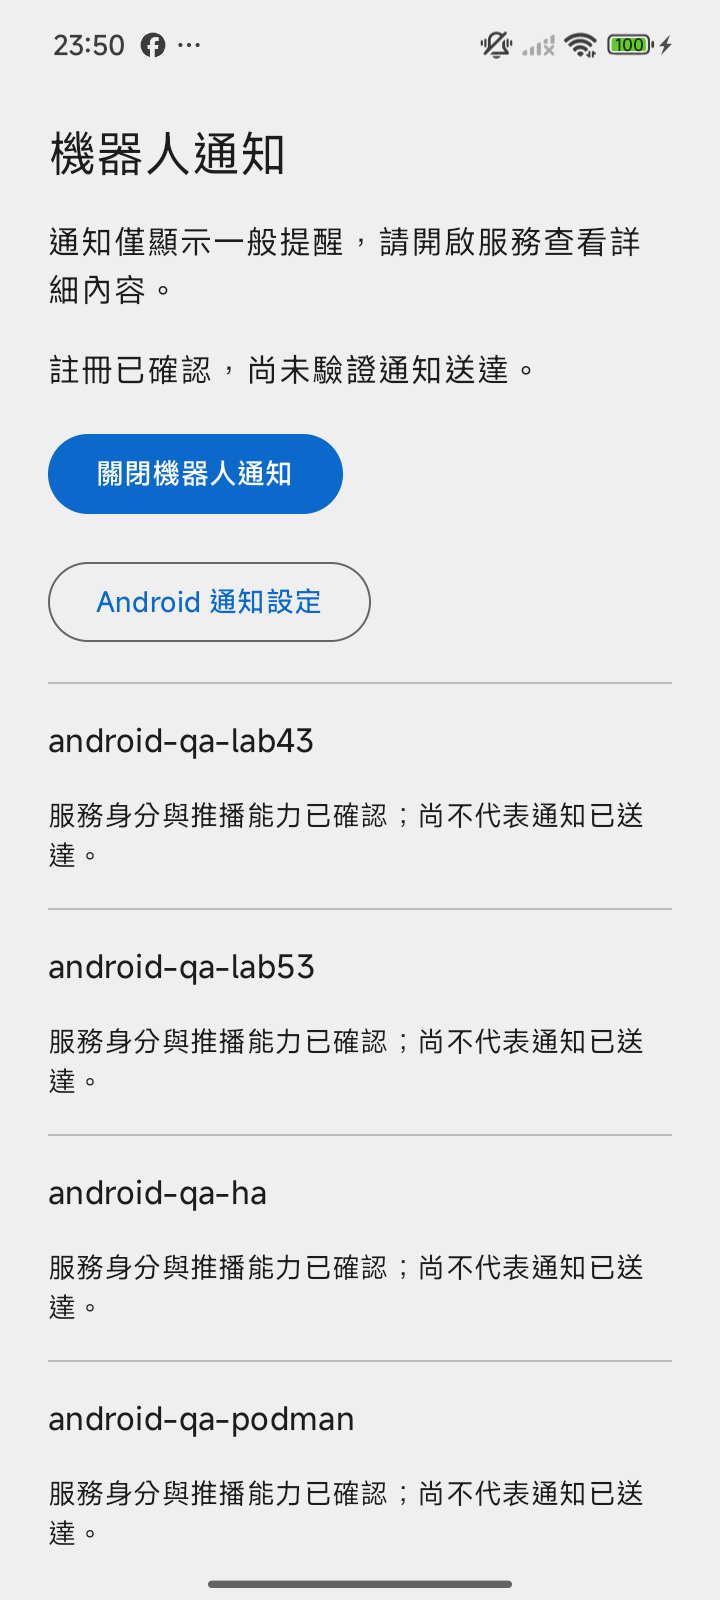 23:50
100
機器人通知
通知僅顯示一般提醒，請開啟服務查看詳
細內容。
註冊已確認，尚未驗證通知送達。
關閉機器人通知
Android 通知設定
android-qa-lab43
服務身分與推播能力已確認；尚不代表通知已送
達。
android-qa-lab53
服務身分與推播能力已確認；尚不代表通知已送
達。
android-qa-ha
服務身分與推播能力已確認；尚不代表通知已送
達。
android-qa-podman
服務身分與推播能力已確認；尚不代表通知已送
達。